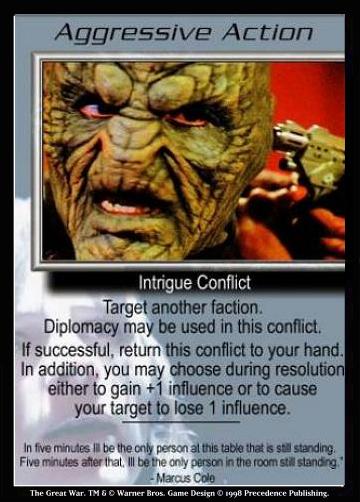 Aggressive Action
Intrigue Conflict
Target another faction.
Diplomacy may be used in this conflict.
If successful, return this conflict to your hand.
In addition, you may choose during resolution
either to gain +1 influence or to cause
your target to lose 1 influence.
In five minutes Ill be the only person at this table that is still standing.
Five minutes after that, Ill be the only person in the room still standing."
- Marcus Cole
The Great War. TM & © Warner Bros. Game Design © 1998 Precedence Publishing.